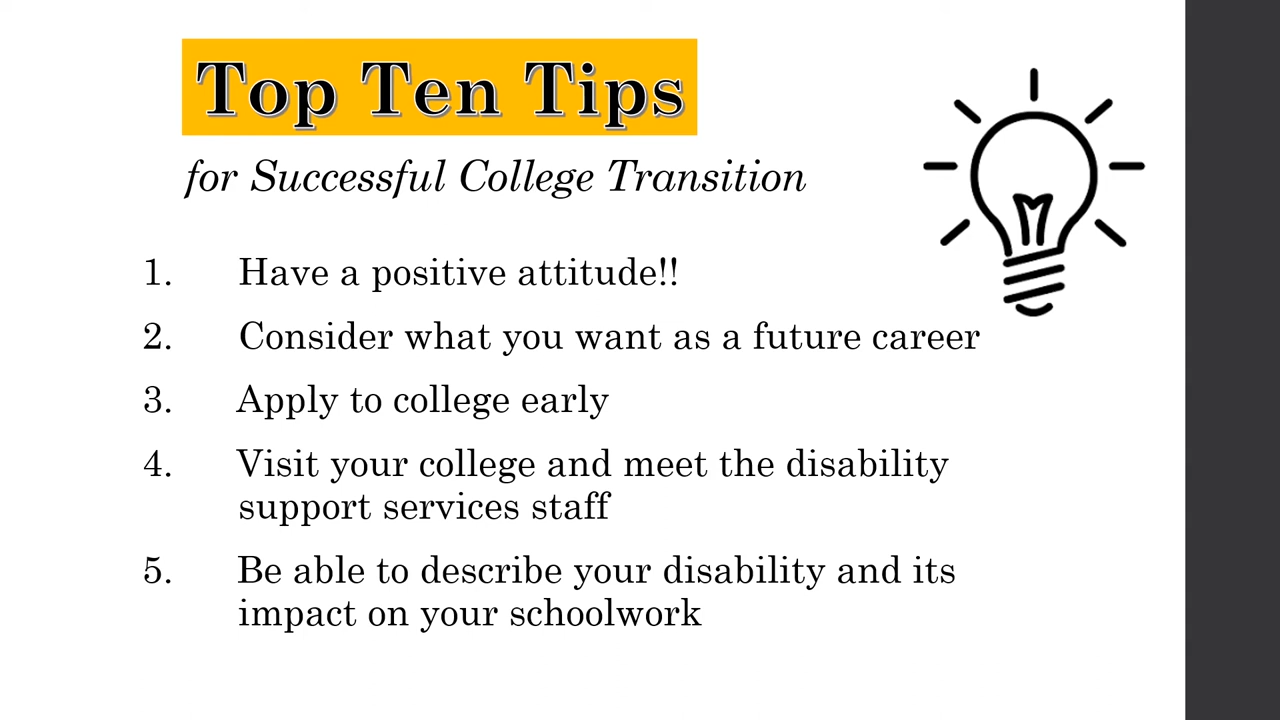 Top Ten Tips
for Successful College Transition
1. Have a positive attitude!!
2. Consider what you want as a future career
3. Apply to college early
4. Visit your college and meet the disability
support services staff
5. Be able to describe your disability and its
impact on your schoolwork